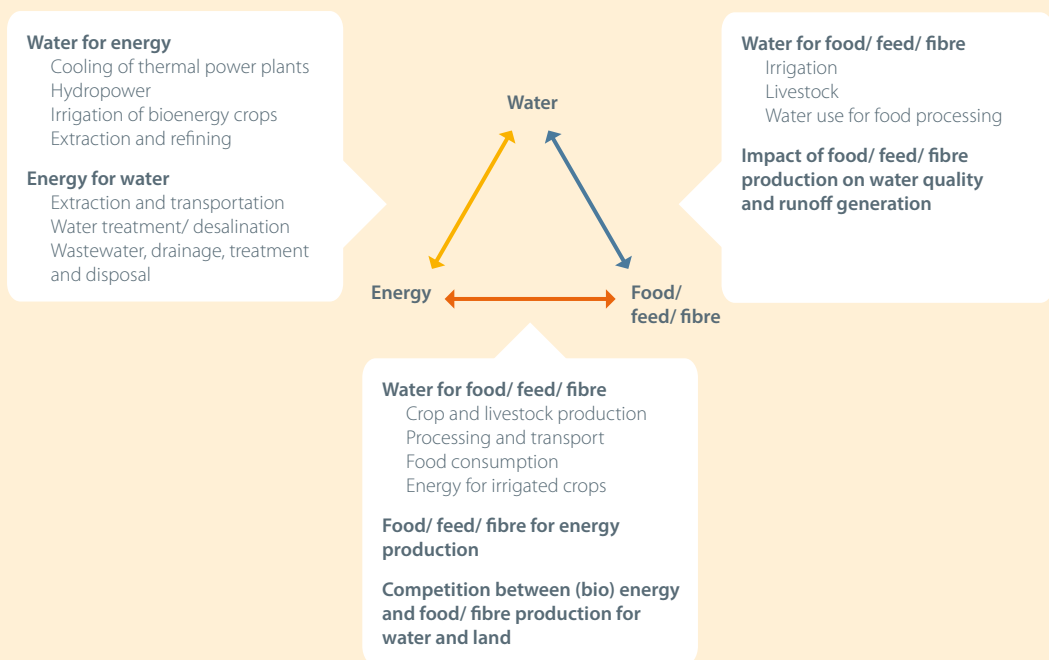 Water for energy
Cooling of thermal power plants
Hydropower
Irrigation of bioenergy crops
Extraction and refining
Energy for water
Extraction and transportation
Water treatment/ desalination
Wastewater, drainage, treatment
and disposal
Water
Energy
Food/
feed/ fibre
Water for food/ feed/ fibre
Irrigation
Livestock
Water use for food processing
Impact of food/ feed/ fibre
production on water quality
and runoff generation
Water for food/ feed/ fibre
Crop and livestock production
Processing and transport
Food consumption
Energy for irrigated crops
Food/ feed/ fibre for energy
production
Competition between (bio) energy
and food/ fibre production for
water and land